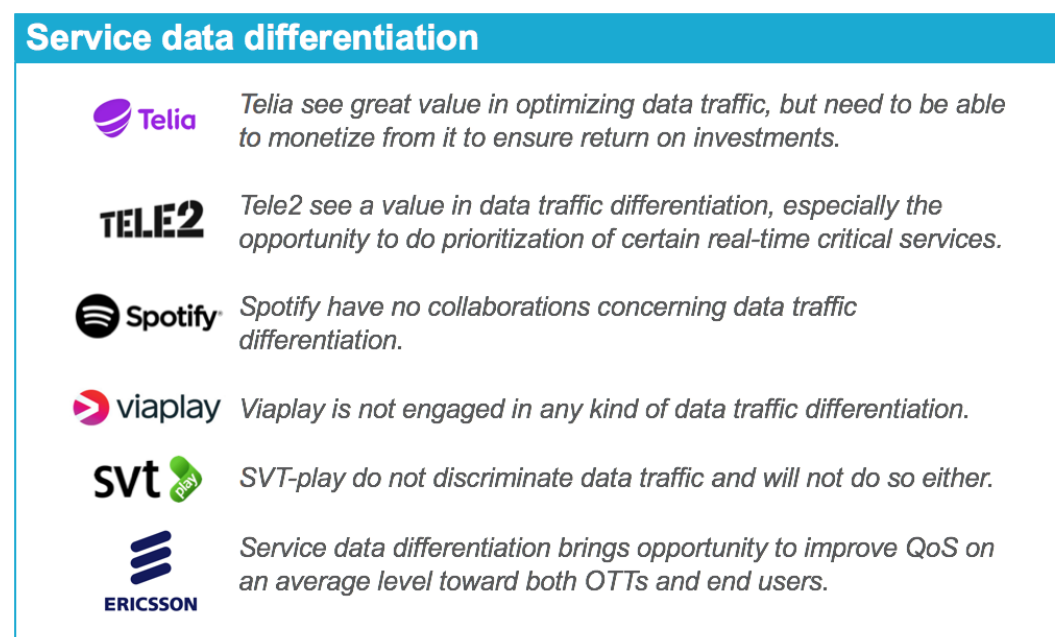 Service data differentiation
Telia
Telia see great value in optimizing data traffic, but need to be able
to monetize from it to ensure return on investments.
TELE2
Tele2 see a value in data traffic differentiation, especially the
opportunity to do prioritization of certain real-time critical services.
Spotify
Spotify have no collaborations concerning data traffic
differentiation.
viaplay
Viaplay is not engaged in any kind of data traffic differentiation.
svt play
SVT-play do not discriminate data traffic and will not do so either.
ERICSSON
Service data differentiation brings opportunity to improve QoS on
an average level toward both OTTs and end users.